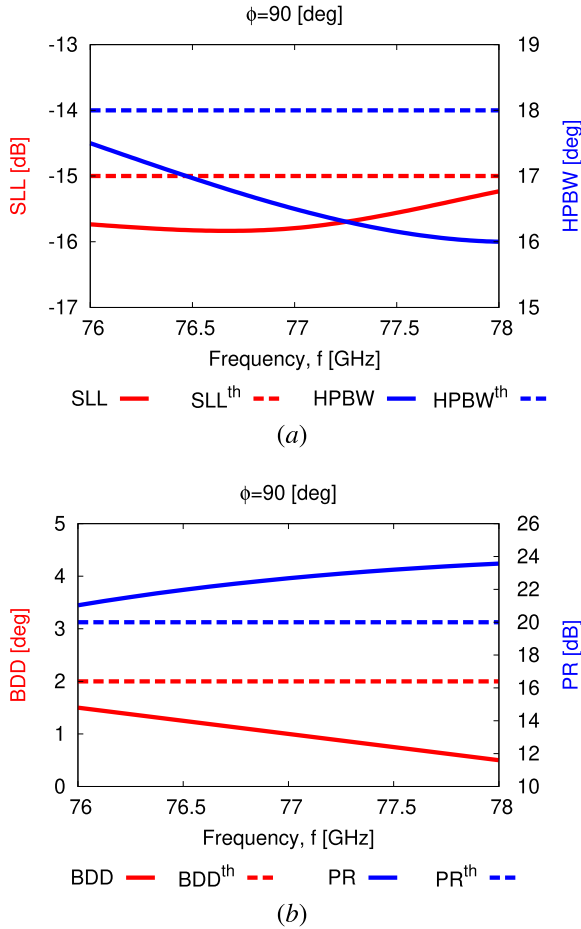 ϕ=90 [deg]
-13 19
-14 18
-15 17
-16 16
-17 15
SLL [dB]
HPBW [deg]
76 76.5 77 77.5 78
Frequency, f [GHz]
SLL SLL^th HPBW HPBW^th
(a)
ϕ=90 [deg]
5 26
24
4 22
3 20
18
2 16
1 14
12
0 10
BDD [deg]
PR [dB]
76 76.5 77 77.5 78
Frequency, f [GHz]
BDD BDD^th PR PR^th
(b)